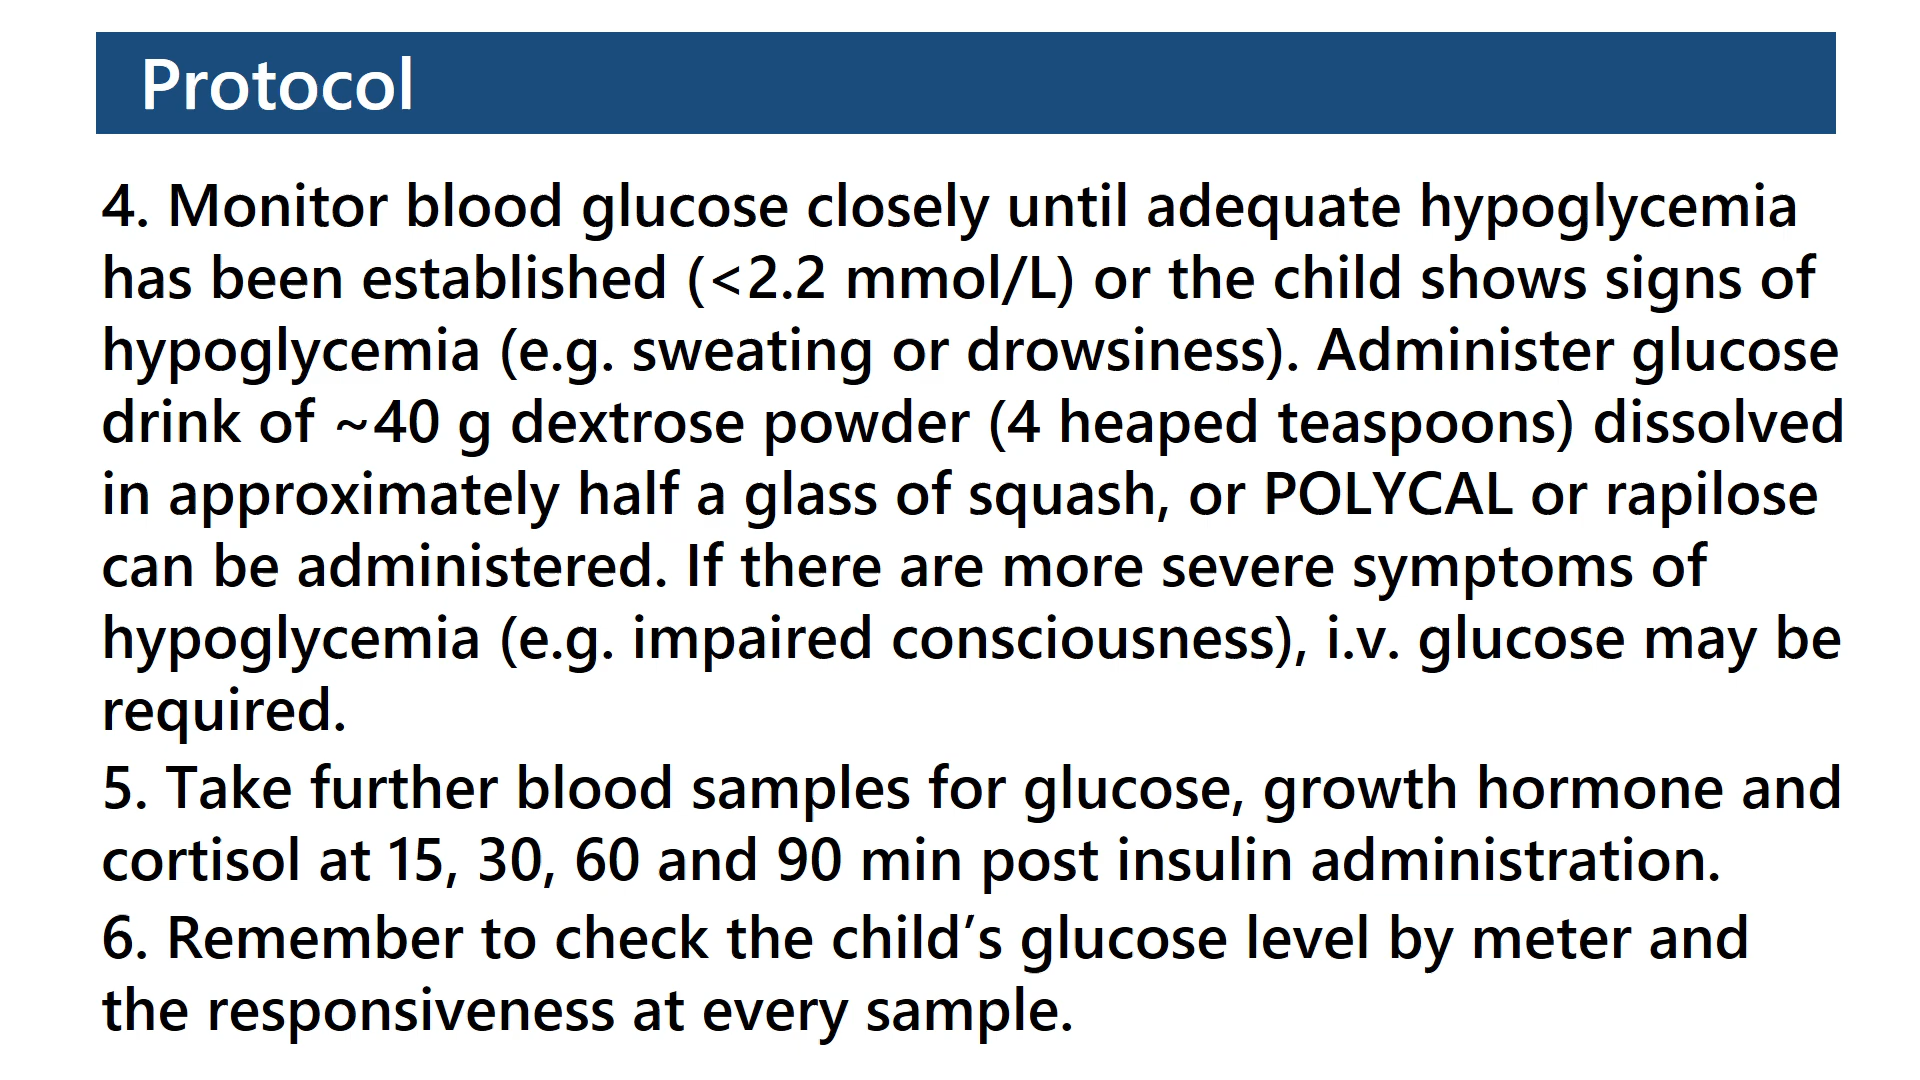 Protocol
4. Monitor blood glucose closely until adequate hypoglycemia
has been established (<2.2 mmol/L) or the child shows signs of
hypoglycemia (e.g. sweating or drowsiness). Administer glucose
drink of ~40 g dextrose powder (4 heaped teaspoons) dissolved
in approximately half a glass of squash, or POLYCAL or rapilose
can be administered. If there are more severe symptoms of
hypoglycemia (e.g. impaired consciousness), i.v. glucose may be
required.
5. Take further blood samples for glucose, growth hormone and
cortisol at 15, 30, 60 and 90 min post insulin administration.
6. Remember to check the child’s glucose level by meter and
the responsiveness at every sample.